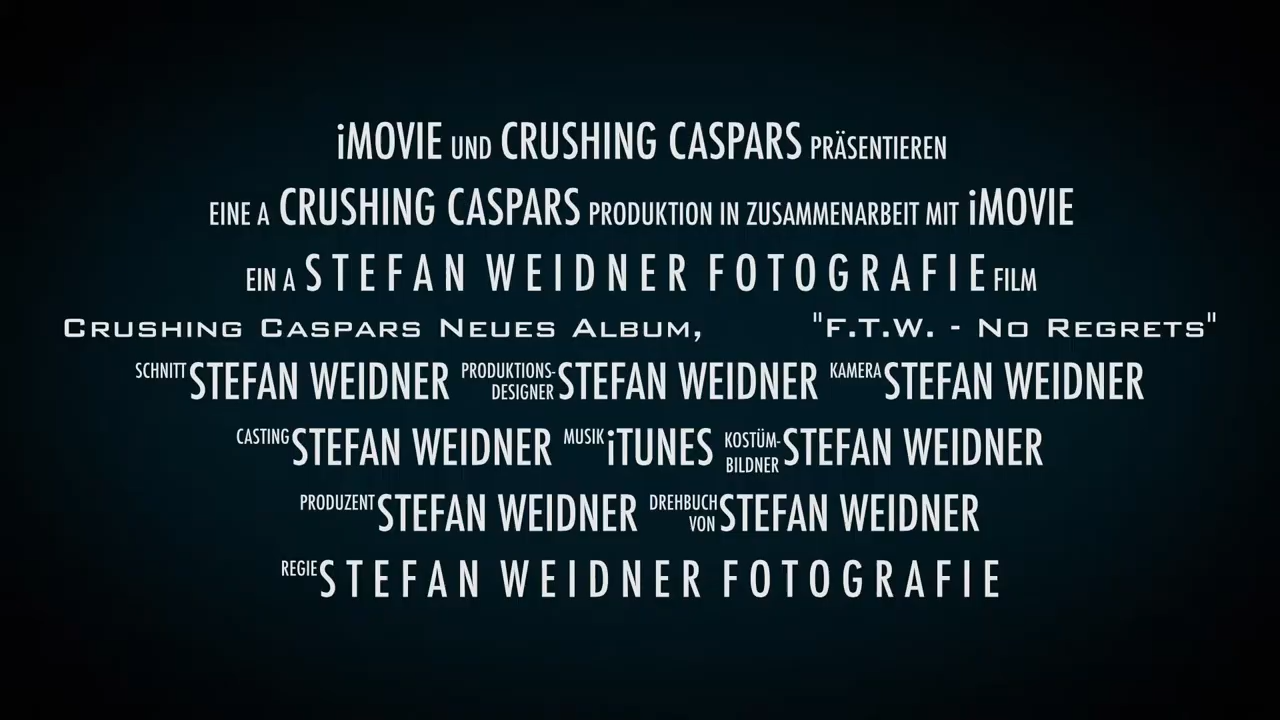 iMOVIE UND CRUSHING CASPARS PRÄSENTIEREN
EINE A CRUSHING CASPARS PRODUKTION IN ZUSAMMENARBEIT MIT iMOVIE
EIN A STEFAN WEIDNER FOTOGRAFIE FILM
Crushing Caspars Neues Album, "F.T.W. - No Regrets"
SCHNITT STEFAN WEIDNER PRODUKTIONS-DESIGNER STEFAN WEIDNER KAMERA STEFAN WEIDNER
CASTING STEFAN WEIDNER MUSIK iTUNES KOSTÜM-BILDNER STEFAN WEIDNER
PRODUZENT STEFAN WEIDNER DREHBUCH VON STEFAN WEIDNER
REGIE STEFAN WEIDNER FOTOGRAFIE